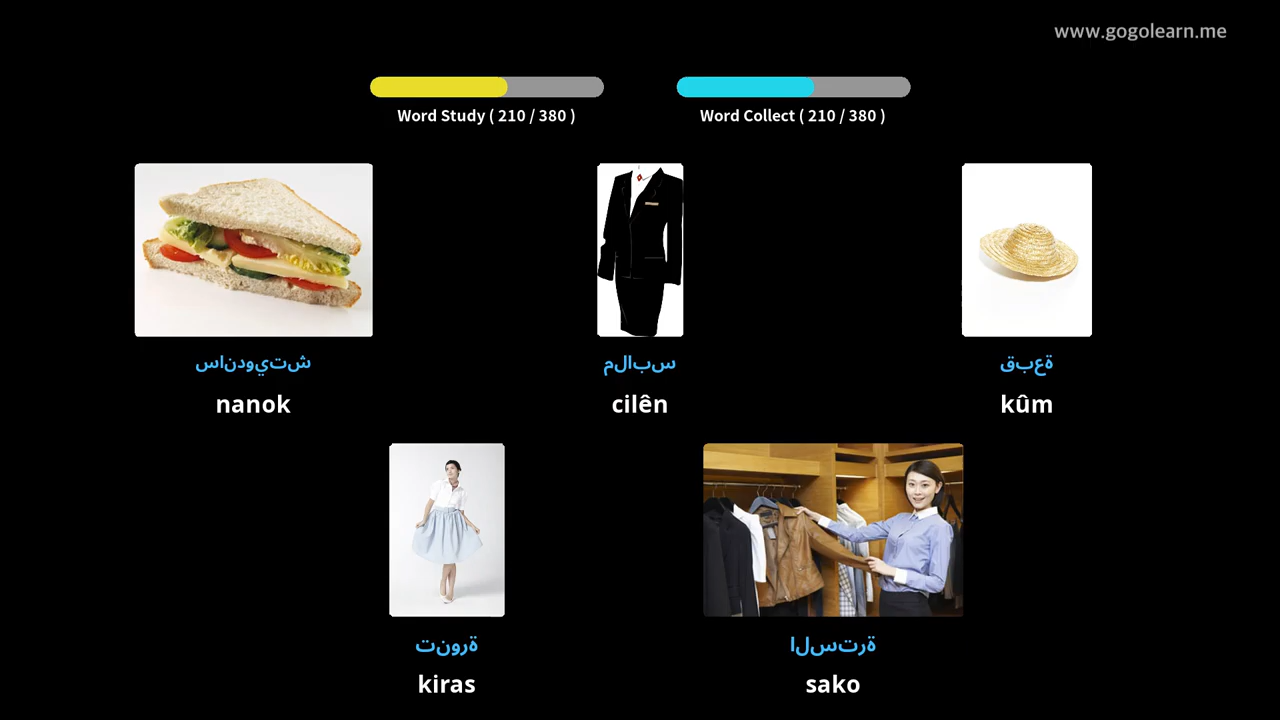 www.gogolearn.me
Word Study ( 210 / 380 )
Word Collect ( 210 / 380 )
ساندويتش
nanok
ملابس
cilên
قبعة
kûm
تنورة
kiras
السترة
sako